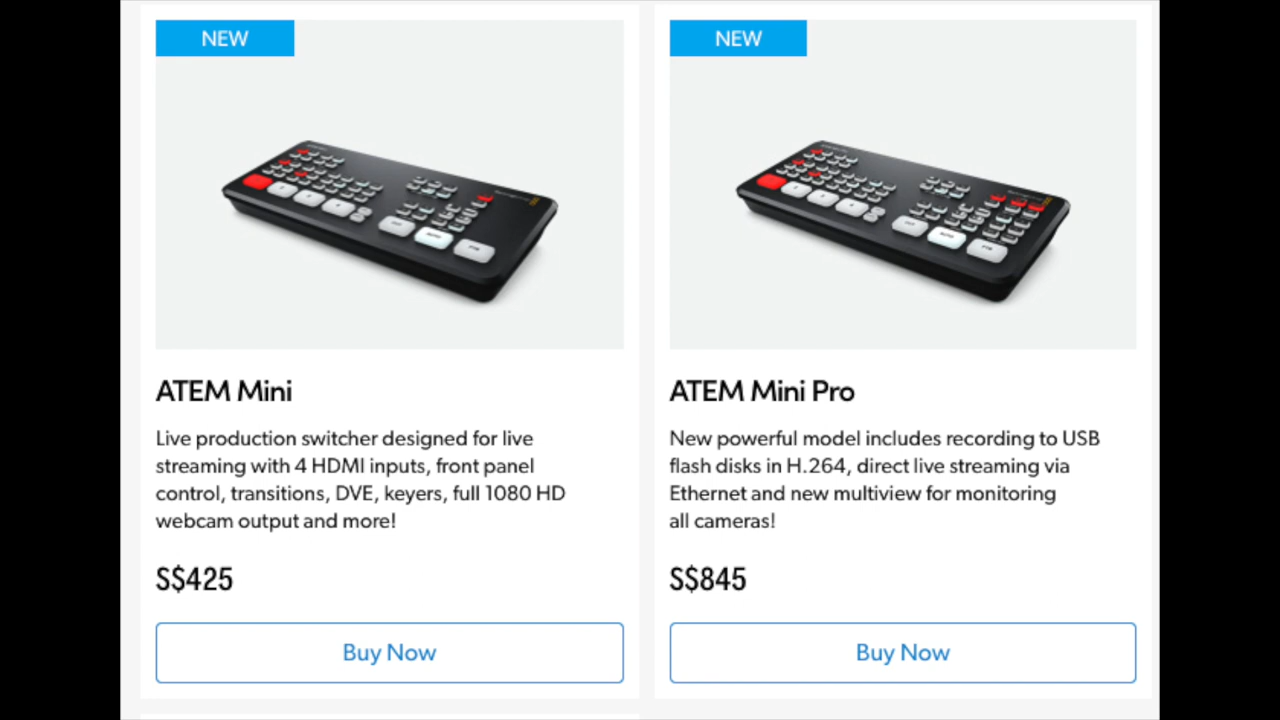 NEW
NEW
ATEM Mini
Live production switcher designed for live
streaming with 4 HDMI inputs, front panel
control, transitions, DVE, keyers, full 1080 HD
webcam output and more!
S$425
Buy Now
ATEM Mini Pro
New powerful model includes recording to USB
flash disks in H.264, direct live streaming via
Ethernet and new multiview for monitoring
all cameras!
S$845
Buy Now